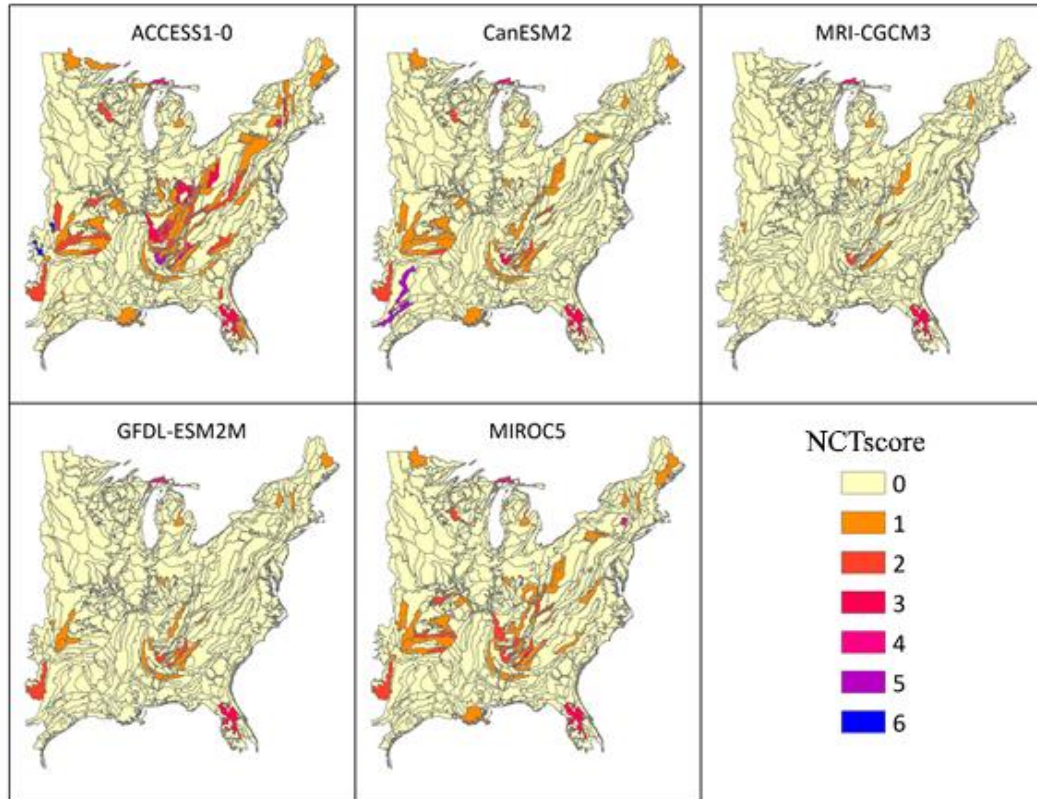 ACCESS1-0
CanESM2
MRI-CGCM3
GFDL-ESM2M
MIROC5
NCTscore
0
1
2
3
4
5
6